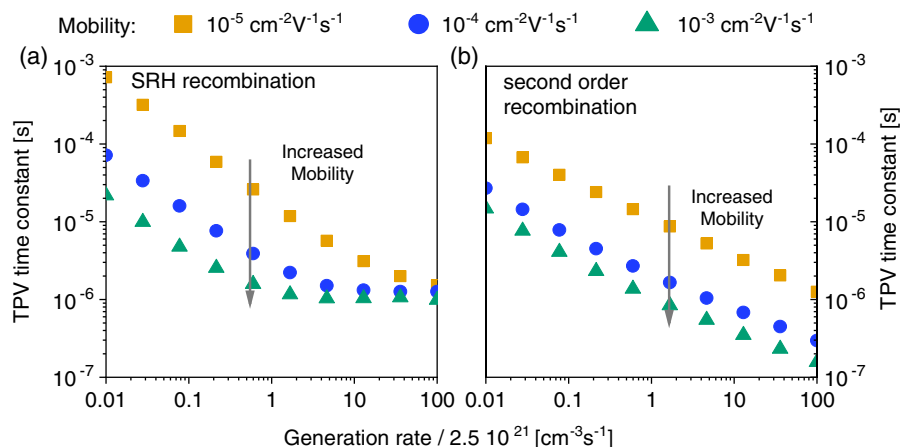 Mobility: 10⁻⁵ cm⁻²V⁻¹s⁻¹ 10⁻⁴ cm⁻²V⁻¹s⁻¹ 10⁻³ cm⁻²V⁻¹s⁻¹
(a)
SRH recombination
Increased
Mobility
TPV time constant [s]
10⁻³
10⁻⁴
10⁻⁵
10⁻⁶
10⁻⁷
0.01 0.1 1 10 100
(b)
second order
recombination
Increased
Mobility
10⁻³
10⁻⁴
10⁻⁵
10⁻⁶
10⁻⁷
TPV time constant [s]
0.01 0.1 1 10 100
Generation rate / 2.5 10²¹ [cm⁻³s⁻¹]